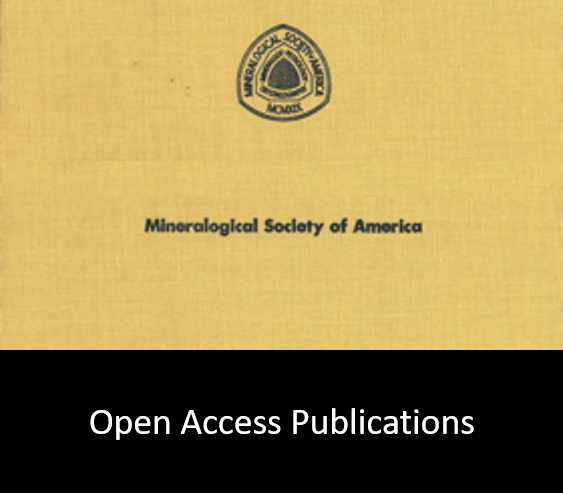 MINERALOGICAL SOCIETY OF AMERICA
MCMXIX
Mineralogical Society of America
Open Access Publications